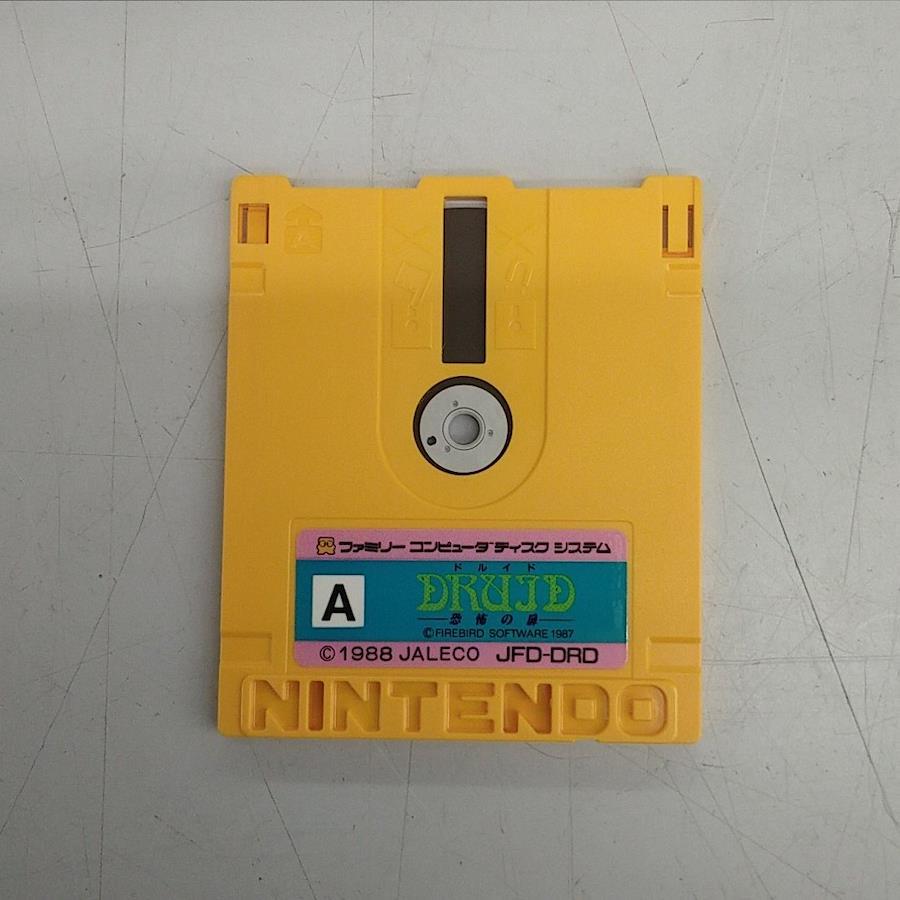 ファミリー コンピュータ ディスク システム
A
ドルイド
DRUID
恐怖の扉
©FIREBIRD SOFTWARE 1987
©1988 JALECO JFD-DRD
NINTENDO